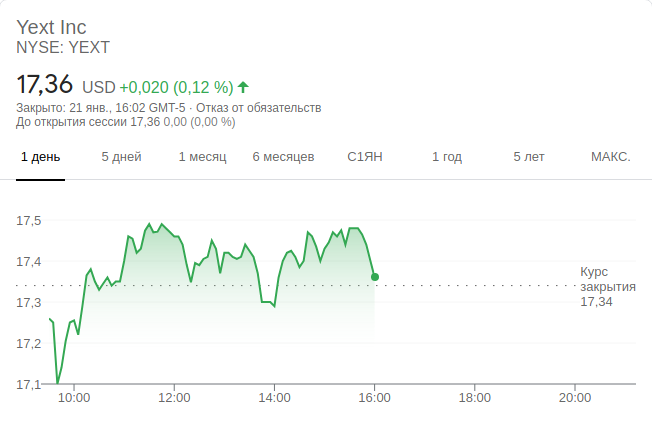 Yext Inc
NYSE: YEXT
17,36 USD +0,020 (0,12 %)
Закрыто: 21 янв., 16:02 GMT-5 · Отказ от обязательств
До открытия сессии 17,36 0,00 (0,00 %)
1 день 5 дней 1 месяц 6 месяцев С1ЯН 1 год 5 лет МАКС.
17,5
17,4
17,3
17,2
17,1
Курс
закрытия
17,34
10:00 12:00 14:00 16:00 18:00 20:00